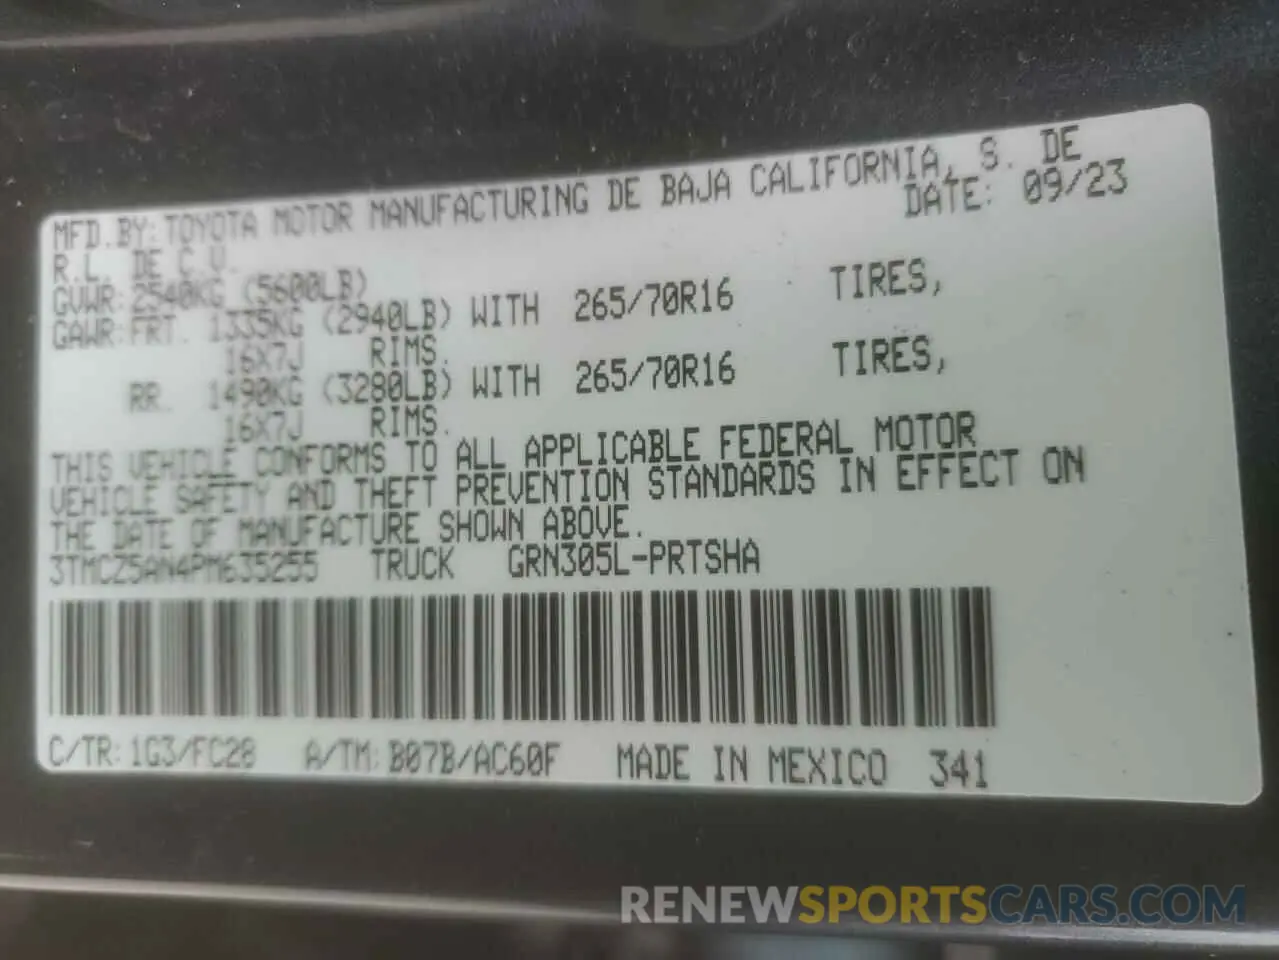 MFD.BY: TOYOTA MOTOR MANUFACTURING DE BAJA CALIFORNIA, S. DE
R.L. DE C.V. DATE: 09/23
GVWR: 2540KG (5600LB)
GAWR: FRT. 1335KG (2940LB) WITH 265/70R16 TIRES,
16X7J RIMS.
RR. 1490KG (3280LB) WITH 265/70R16 TIRES,
16X7J RIMS.
THIS VEHICLE CONFORMS TO ALL APPLICABLE FEDERAL MOTOR
VEHICLE SAFETY AND THEFT PREVENTION STANDARDS IN EFFECT ON
THE DATE OF MANUFACTURE SHOWN ABOVE.
3TMCZ5AN4PM635255 TRUCK GRN305L-PRTSHA
C/TR: 1G3/FC28 A/TM: B07B/AC60F MADE IN MEXICO 341
RENEWSPORTSCARS.COM